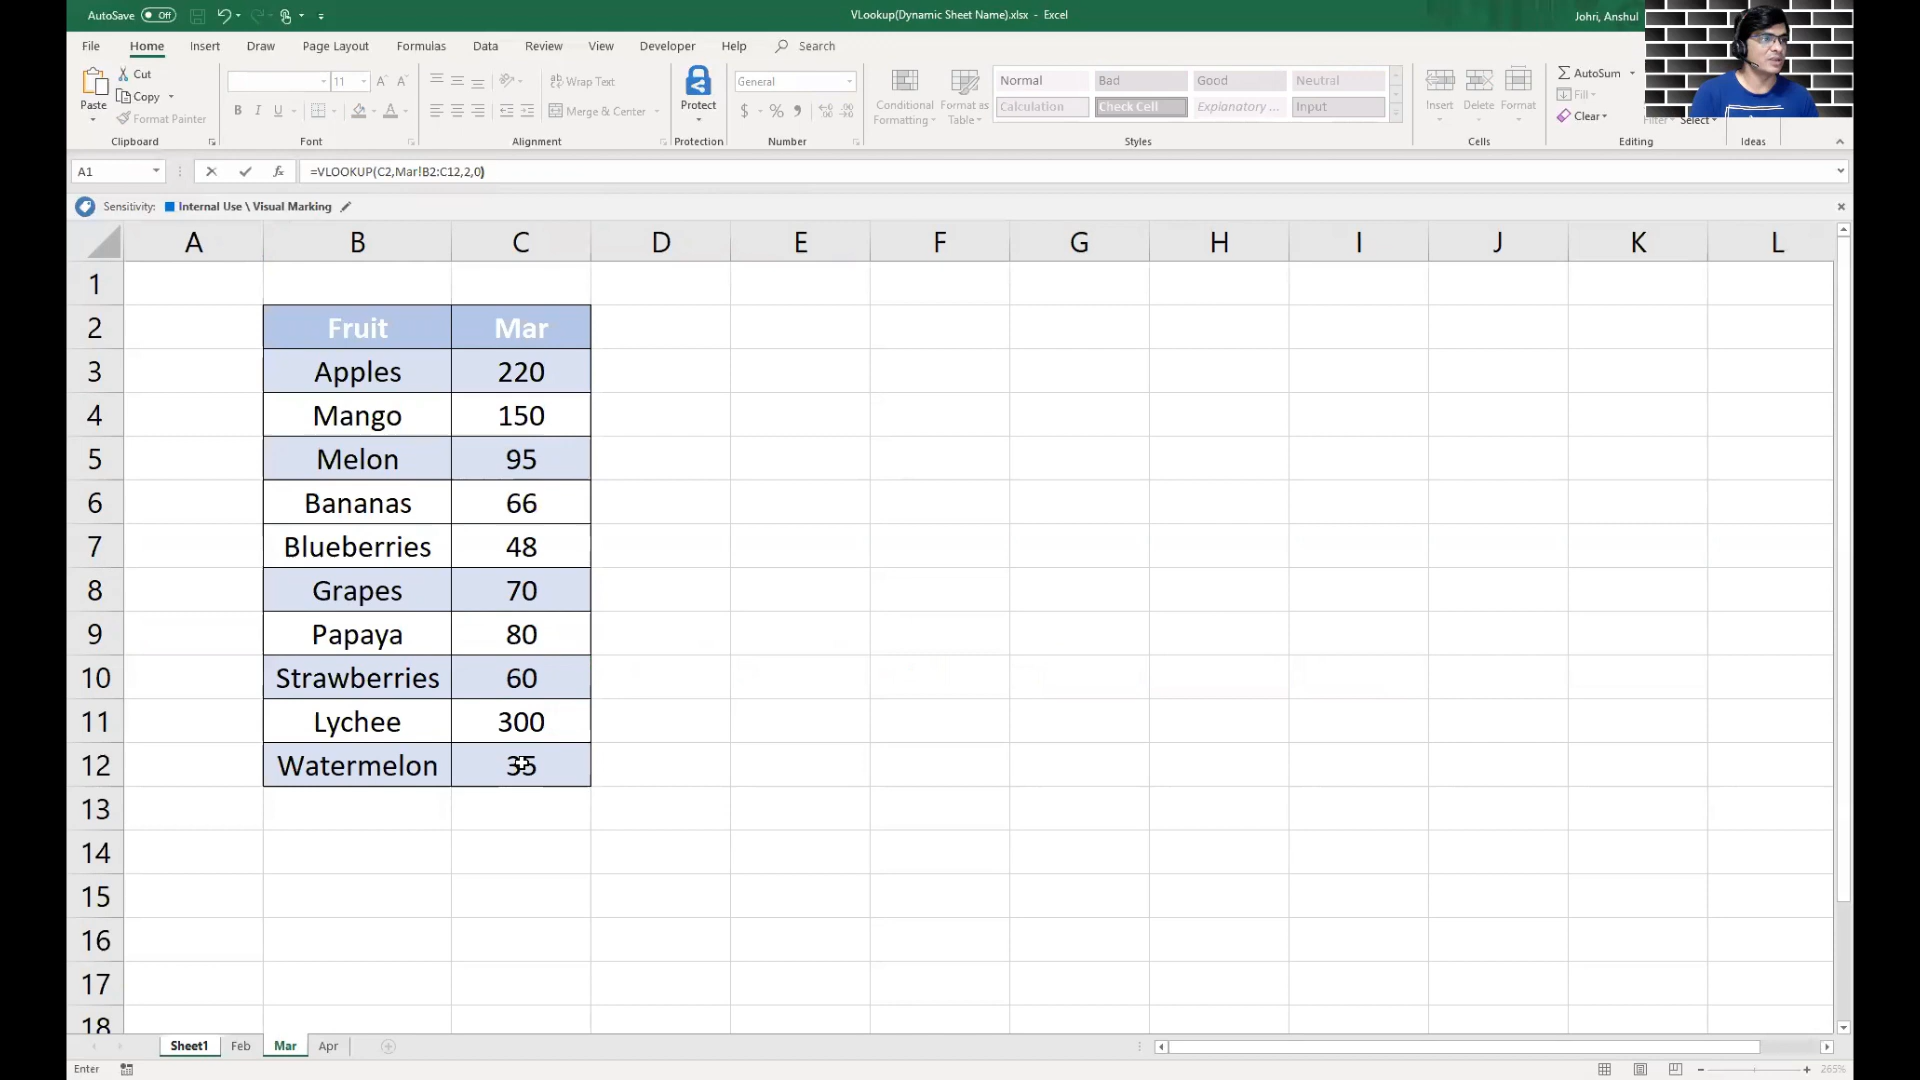 AutoSave Off
VLookup(Dynamic Sheet Name).xlsx - Excel
Johri, Anshul
File Home Insert Draw Page Layout Formulas Data Review View Developer Help Search
Paste
Cut
Copy
Format Painter
Clipboard
11
Font
Wrap Text
Merge & Center
Alignment
Protect
Protection
General
Number
Conditional Formatting
Format as Table
Normal Bad Good Neutral
Calculation Check Cell Explanatory ... Input
Styles
Insert Delete Format
Cells
AutoSum
Fill
Clear
Editing
Select
Ideas
A1 fx =VLOOKUP(C2,Mar!B2:C12,2,0)
Sensitivity: Internal Use \ Visual Marking
A B C D E F G H I J K L
1
2 Fruit Mar
3 Apples 220
4 Mango 150
5 Melon 95
6 Bananas 66
7 Blueberries 48
8 Grapes 70
9 Papaya 80
10 Strawberries 60
11 Lychee 300
12 Watermelon 35
13
14
15
16
17
18
Sheet1 Feb Mar Apr
Enter
265%